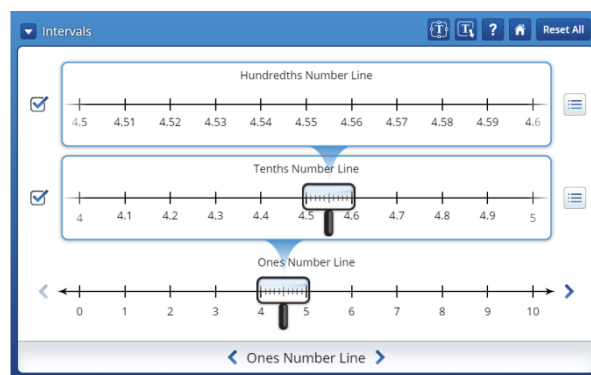 Intervals
T T ? Reset All
Hundredths Number Line
4.5 4.51 4.52 4.53 4.54 4.55 4.56 4.57 4.58 4.59 4.6
Tenths Number Line
4 4.1 4.2 4.3 4.4 4.5 4.6 4.7 4.8 4.9 5
Ones Number Line
0 1 2 3 4 5 6 7 8 9 10
Ones Number Line